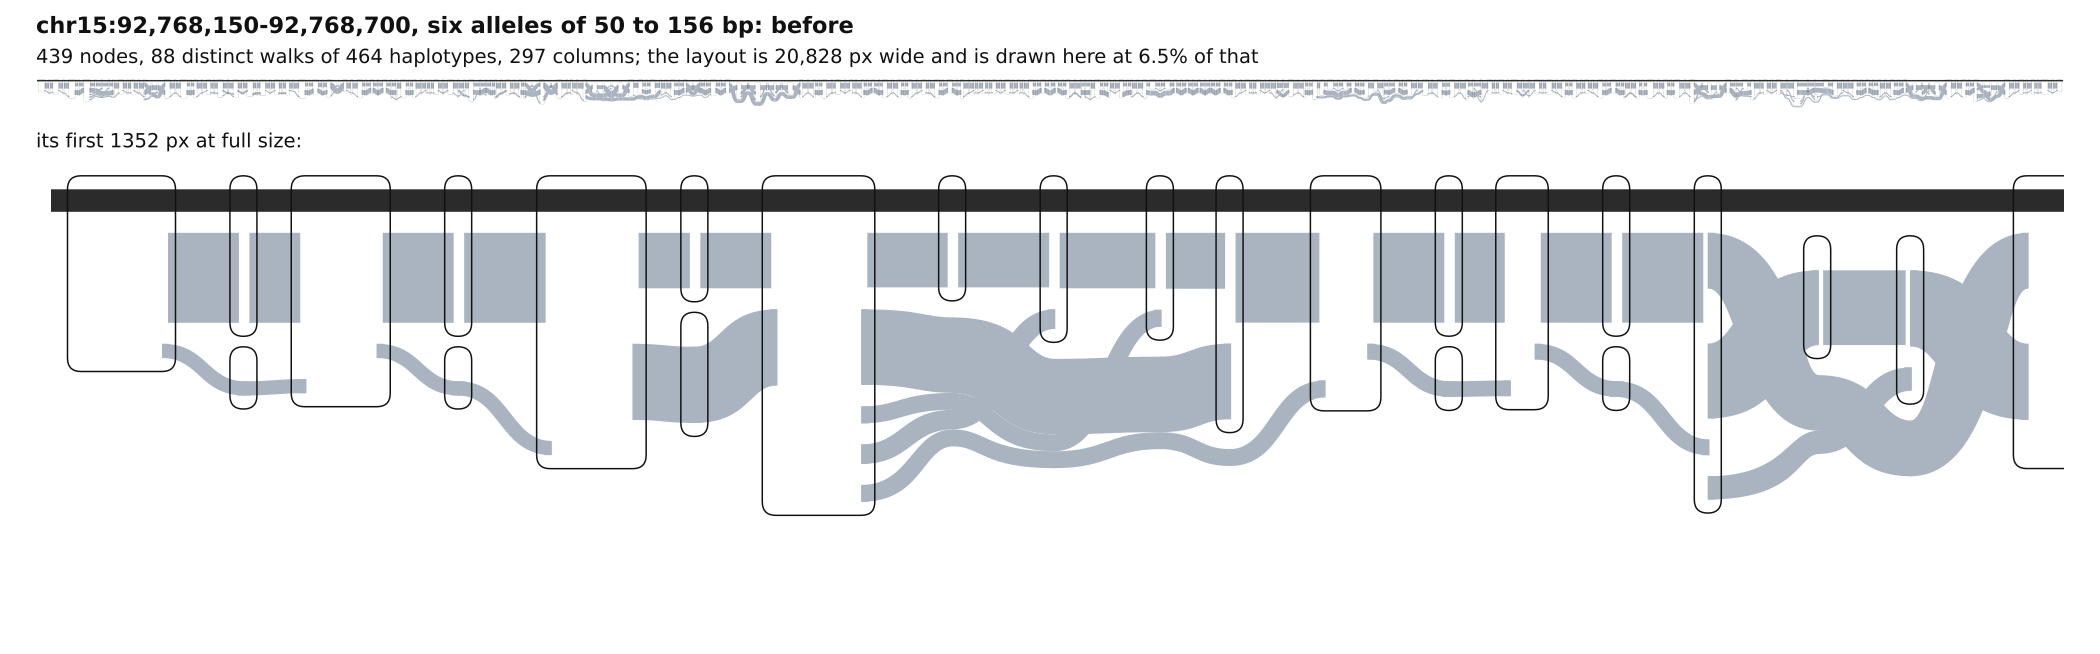 chr15:92,768,150-92,768,700, six alleles of 50 to 156 bp: before
439 nodes, 88 distinct walks of 464 haplotypes, 297 columns; the layout is 20,828 px wide and is drawn here at 6.5% of that
its first 1352 px at full size: